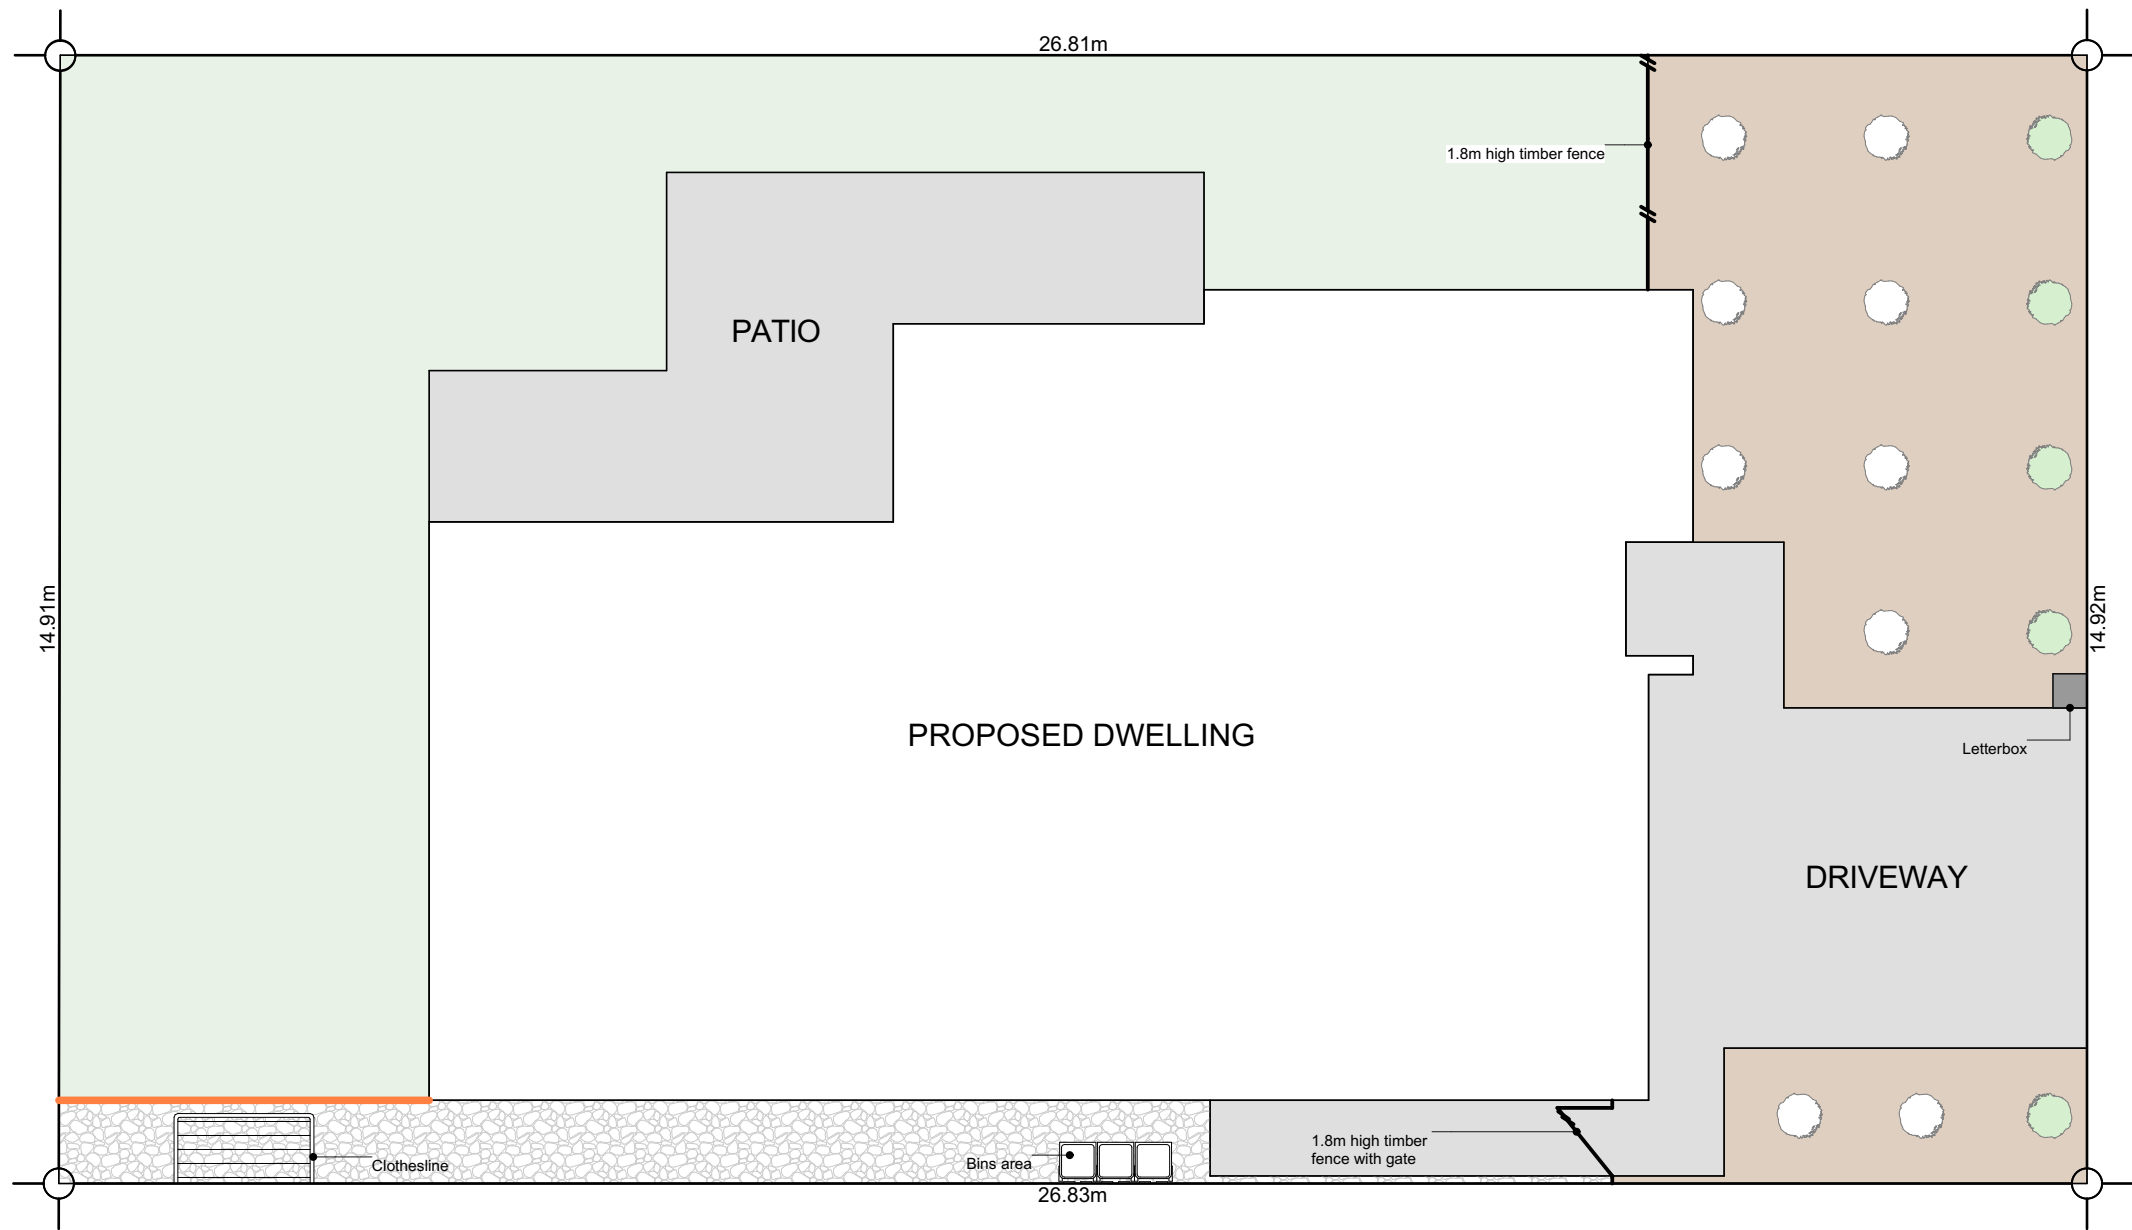 26.81m
1.8m high timber fence
PATIO
14.91m
14.92m
PROPOSED DWELLING
Letterbox
DRIVEWAY
1.8m high timber
fence with gate
Clothesline
Bins area
26.83m